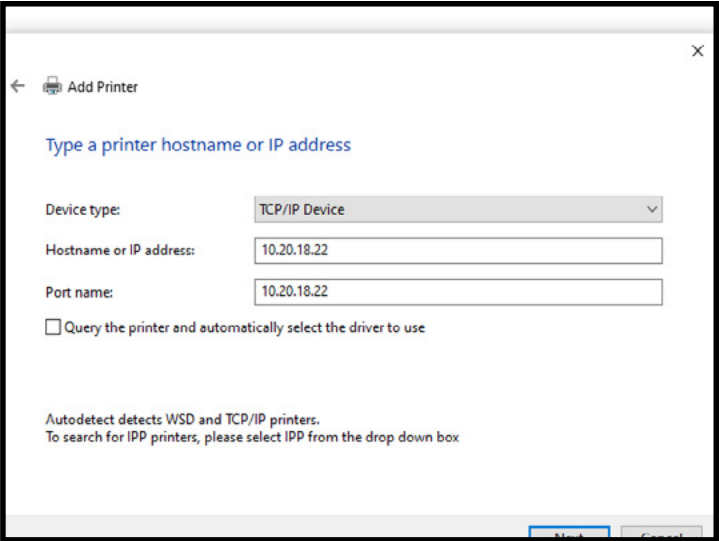 Add Printer
Type a printer hostname or IP address
Device type: TCP/IP Device
Hostname or IP address: 10.20.18.22
Port name: 10.20.18.22
Query the printer and automatically select the driver to use
Autodetect detects WSD and TCP/IP printers.
To search for IPP printers, please select IPP from the drop down box
Next Cancel